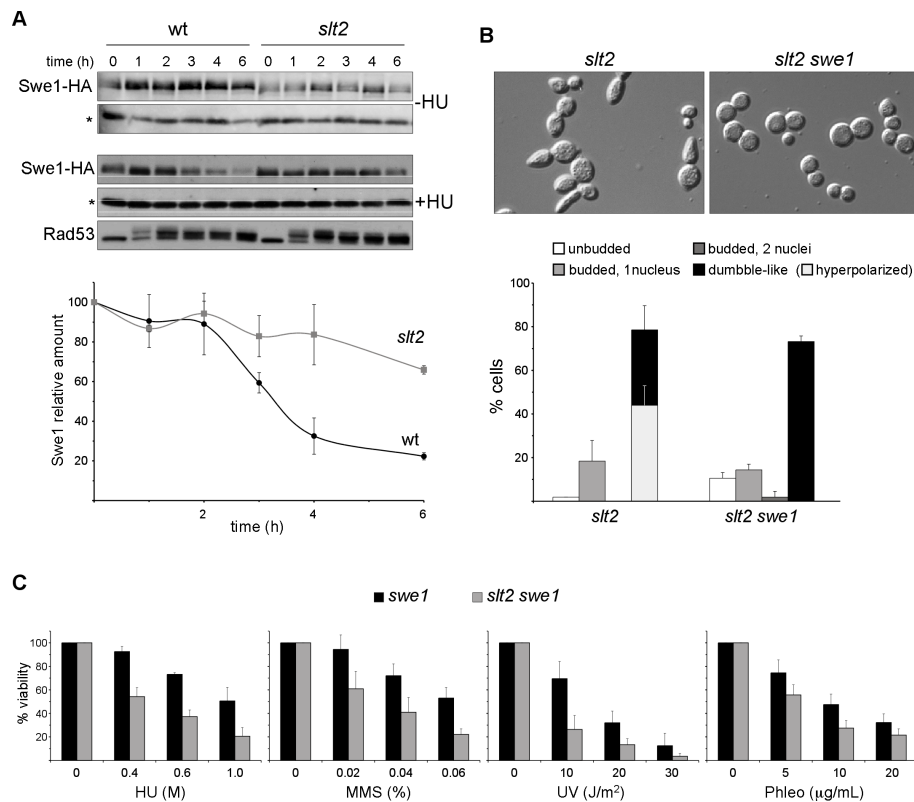 A
wt slt2
time (h) 0 1 2 3 4 6 0 1 2 3 4 6
Swe1-HA
-HU
*
Swe1-HA
* +HU
Rad53
100
80
60
40
20
Swe1 relative amount
slt2
wt
2 4 6
time (h)
B
slt2 slt2 swe1
unbudded budded, 2 nuclei
budded, 1nucleus dumbble-like (hyperpolarized)
100
80
60
40
20
% cells
slt2 slt2 swe1
C
swe1 slt2 swe1
100
80
60
40
20
% viability
0 0.4 0.6 1.0 0 0.02 0.04 0.06 0 10 20 30 0 5 10 20
HU (M) MMS (%) UV (J/m²) Phleo (μg/mL)